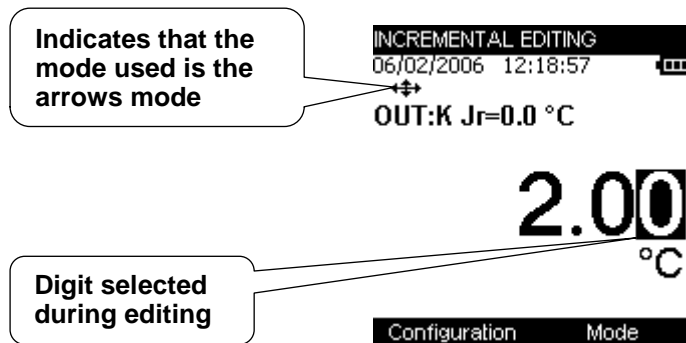 Indicates that the
mode used is the
arrows mode
INCREMENTAL EDITING
06/02/2006 12:18:57
OUT:K Jr=0.0 °C
2.00
°C
Digit selected
during editing
Configuration Mode